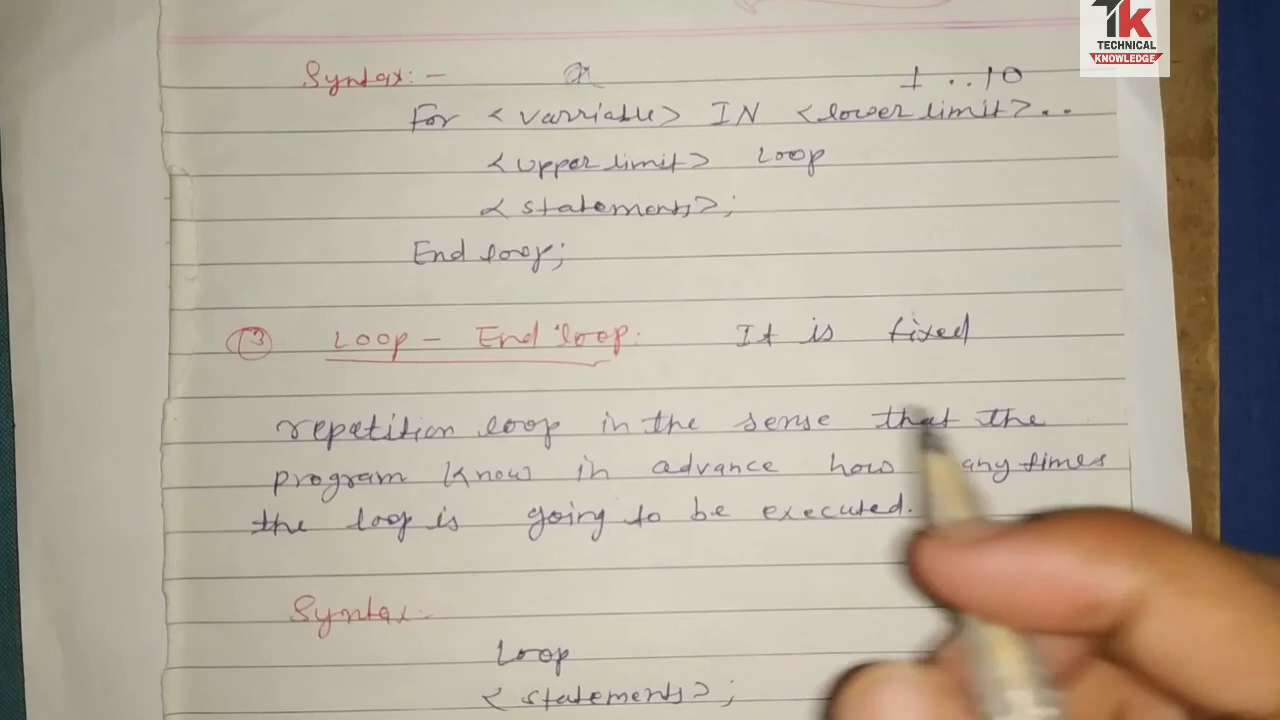 TK
TECHNICAL
KNOWLEDGE
Syntax:-
1..10
For <varriable> IN <lower limit>..
<upper limit> Loop
<statements>;
End loop;
3 Loop - End loop: It is fixed
repetition loop in the sense that the
program know in advance how any times
the loop is going to be executed.
Syntax:-
Loop
<statements>;